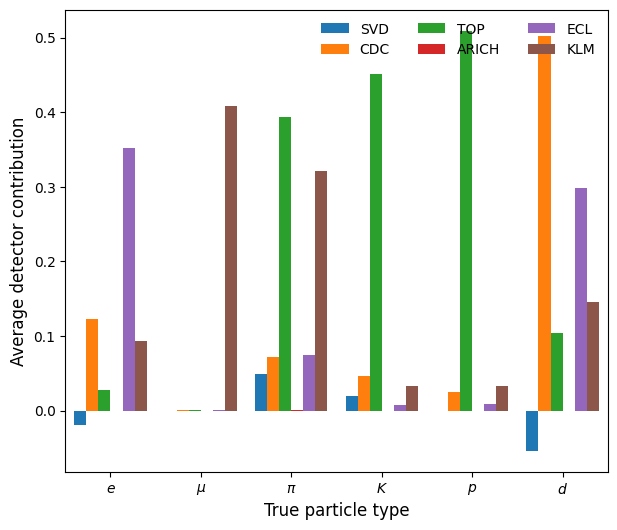 SVD TOP ECL
CDC ARICH KLM
Average detector contribution
0.5
0.4
0.3
0.2
0.1
0.0
e μ π K p d
True particle type